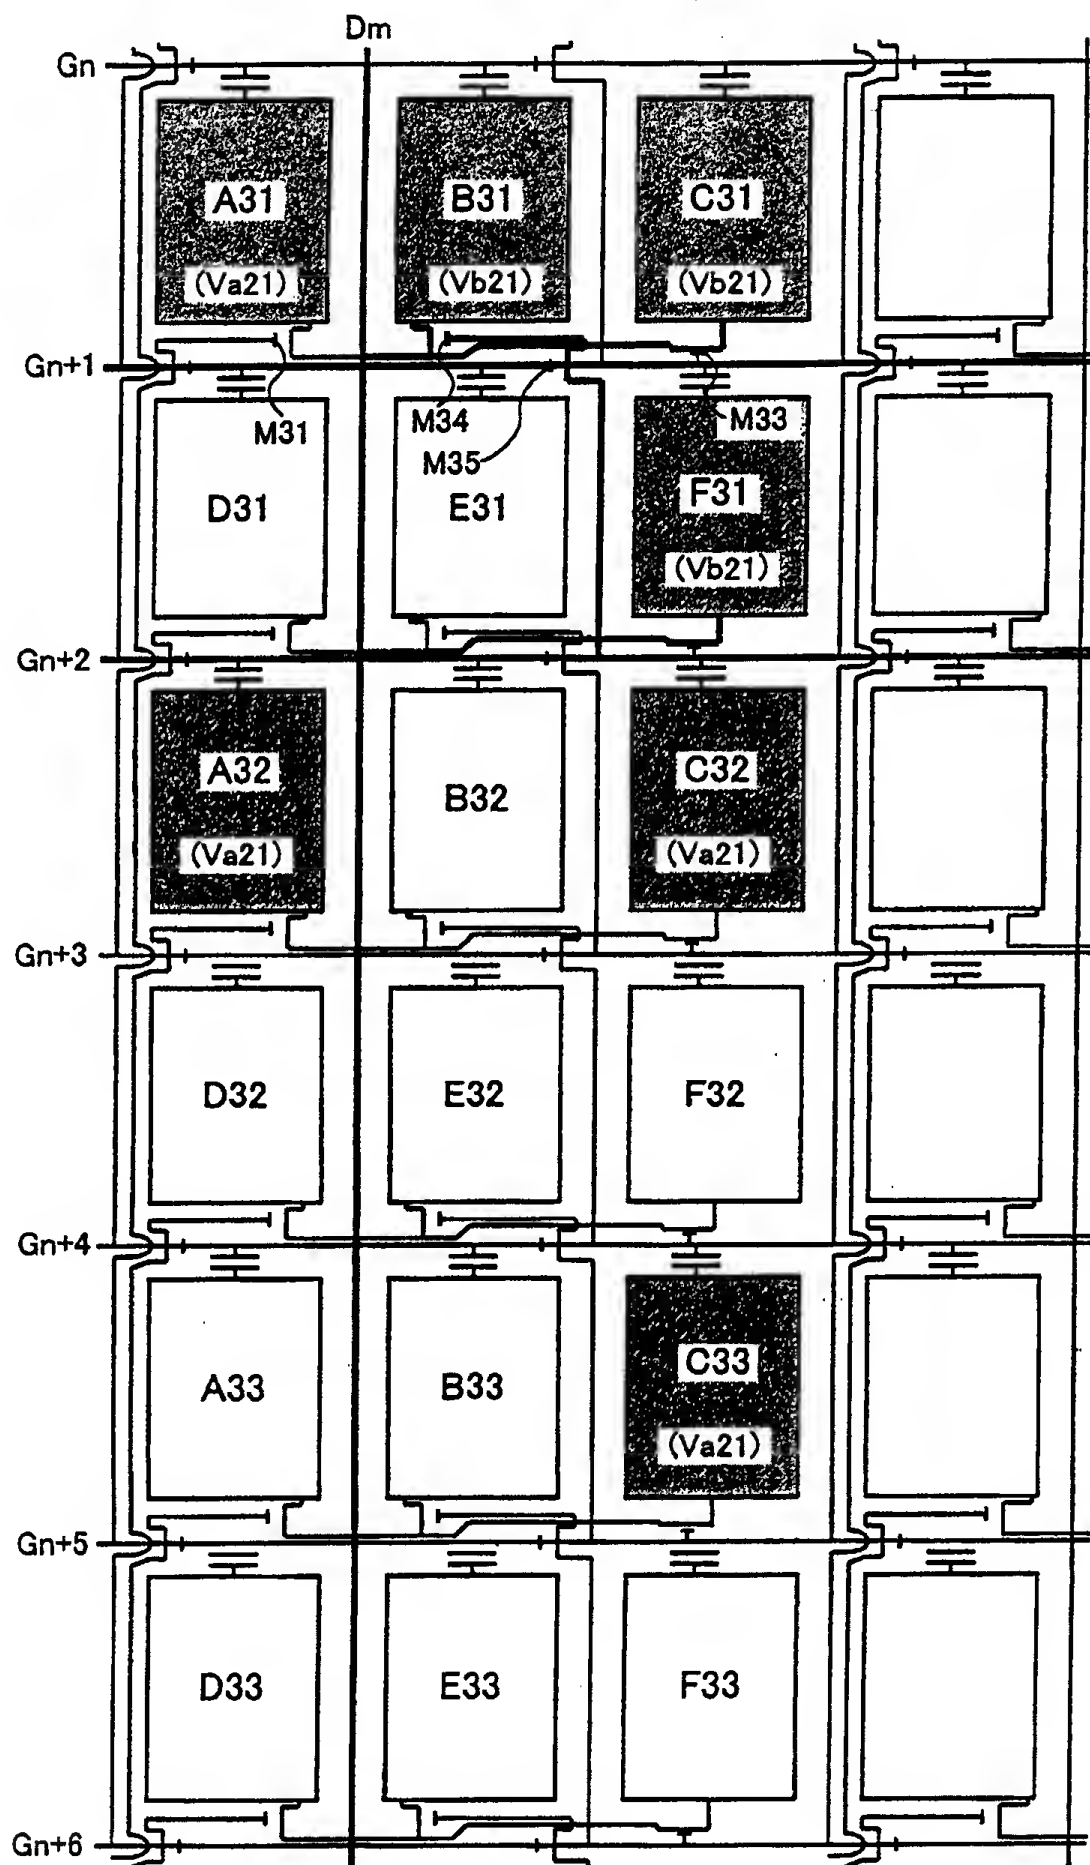 Dm
Gn
A31 B31 C31
(Va21) (Vb21) (Vb21)
Gn+1
M31 M34 M33
M35
D31 E31 F31
(Vb21)
Gn+2
A32 B32 C32
(Va21) (Va21)
Gn+3
D32 E32 F32
Gn+4
A33 B33 C33
(Va21)
Gn+5
D33 E33 F33
Gn+6